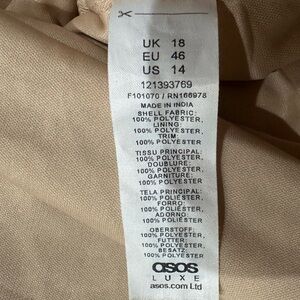 UK 18
EU 46
US 14
121393769
F101070 / RN166978
MADE IN INDIA
SHELL FABRIC:
100% POLYESTER,
LINING:
100% POLYESTER,
TRIM:
100% POLYESTER
TISSU PRINCIPAL:
100% POLYESTER,
DOUBLURE:
100% POLYESTER,
GARNITURE:
100% POLYESTER
TELA PRINCIPAL:
100% POLIÉSTER,
FORRO:
100% POLIÉSTER,
ADORNO:
100% POLIÉSTER
OBERSTOFF:
100% POLYESTER,
FUTTER:
100% POLYESTER,
BESATZ:
100% POLYESTER
asos
LUXE
asos.com Ltd